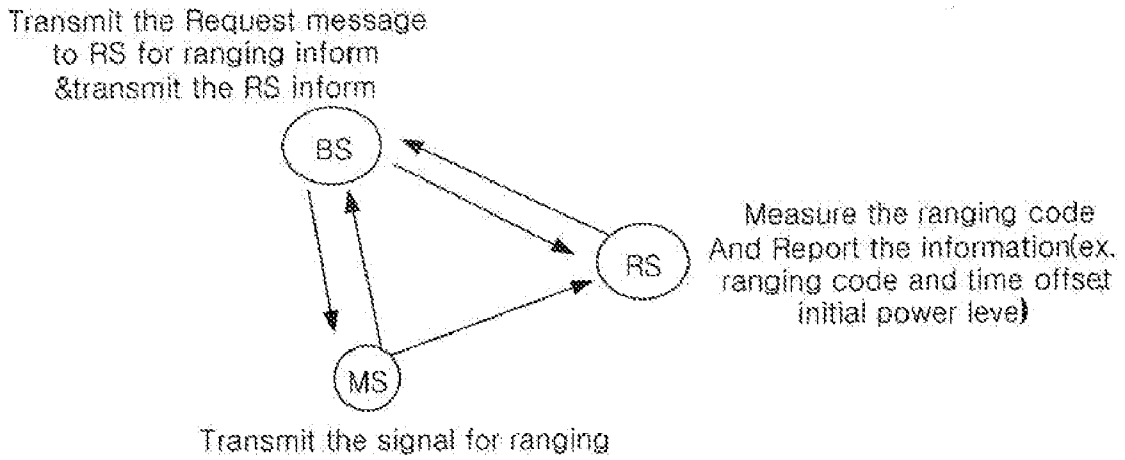 Transmit the Request message
to RS for ranging inform
&transmit the RS inform
BS
Measure the ranging code
And Report the information(ex.
RS
ranging code and time offset
initial power level)
MS
Transmit the signal for ranging